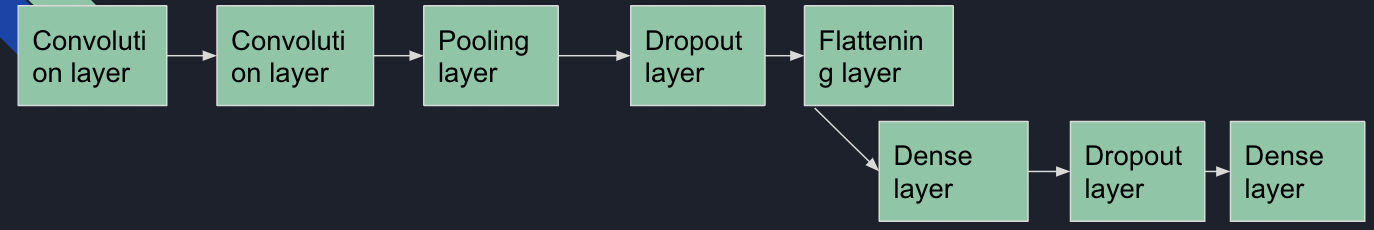 Convoluti
on layer
Convoluti
on layer
Pooling
layer
Dropout
layer
Flattenin
g layer
Dense
layer
Dropout
layer
Dense
layer